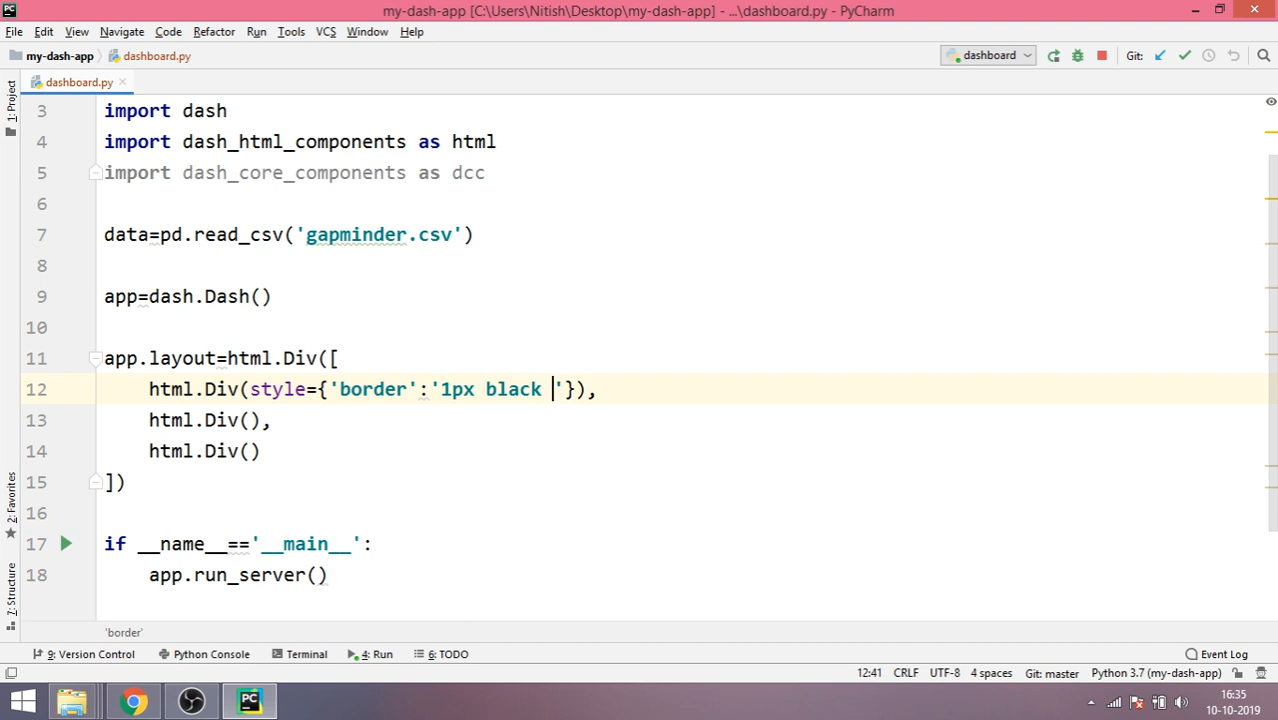 my-dash-app [C:\Users\Nitish\Desktop\my-dash-app] - ...\dashboard.py - PyCharm
File Edit View Navigate Code Refactor Run Tools VCS Window Help
my-dash-app dashboard.py dashboard Git:
dashboard.py
1: Project
3 import dash
4 import dash_html_components as html
5 import dash_core_components as dcc
6
7 data=pd.read_csv('gapminder.csv')
8
9 app=dash.Dash()
10
11 app.layout=html.Div([
12 html.Div(style={'border':'1px black '}),
13 html.Div(),
14 html.Div()
15 ])
16
17 if __name__=='__main__':
18 app.run_server()
2: Favorites
7: Structure
'border'
9: Version Control Python Console Terminal 4: Run 6: TODO Event Log
12:41 CRLF UTF-8 4 spaces Git: master Python 3.7 (my-dash-app)
PC
16:35
10-10-2019